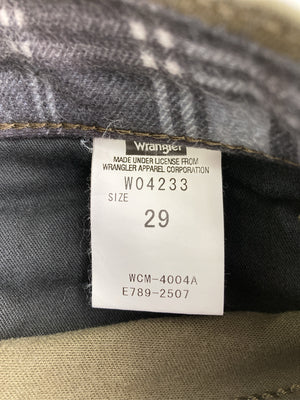 Wrangler
MADE UNDER LICENSE FROM
WRANGLER APPAREL CORPORATION
W04233
SIZE
29
WCM-4004A
E789-2507